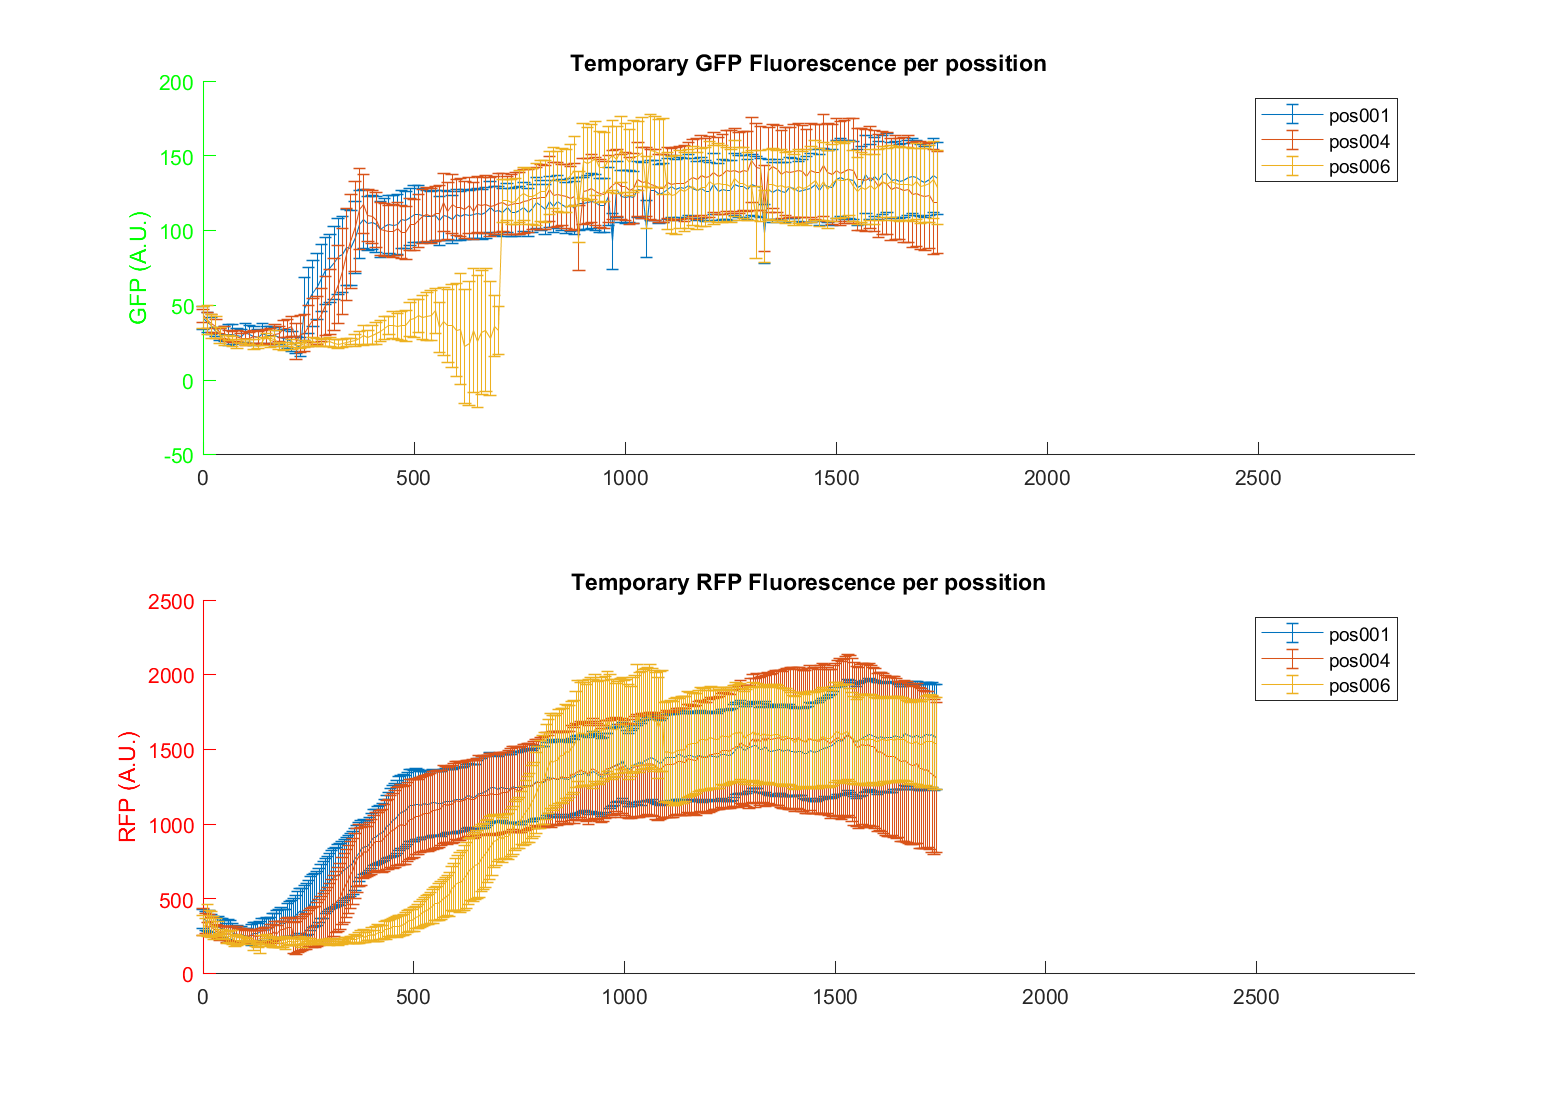 Temporary GFP Fluorescence per possition
200
150
100
50
0
-50
GFP (A.U.)
0 500 1000 1500 2000 2500
pos001
pos004
pos006
Temporary RFP Fluorescence per possition
2500
2000
1500
1000
500
0
RFP (A.U.)
0 500 1000 1500 2000 2500
pos001
pos004
pos006